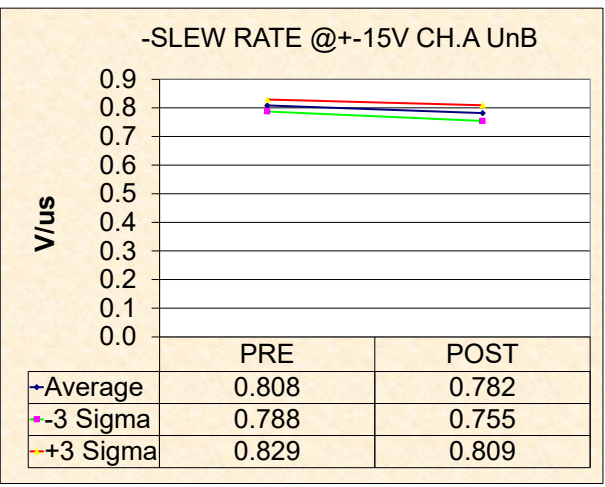 -SLEW RATE @+-15V CH.A UnB
V/us
0.9
0.8
0.7
0.6
0.5
0.4
0.3
0.2
0.1
0.0
PRE POST
Average 0.808 0.782
-3 Sigma 0.788 0.755
+3 Sigma 0.829 0.809